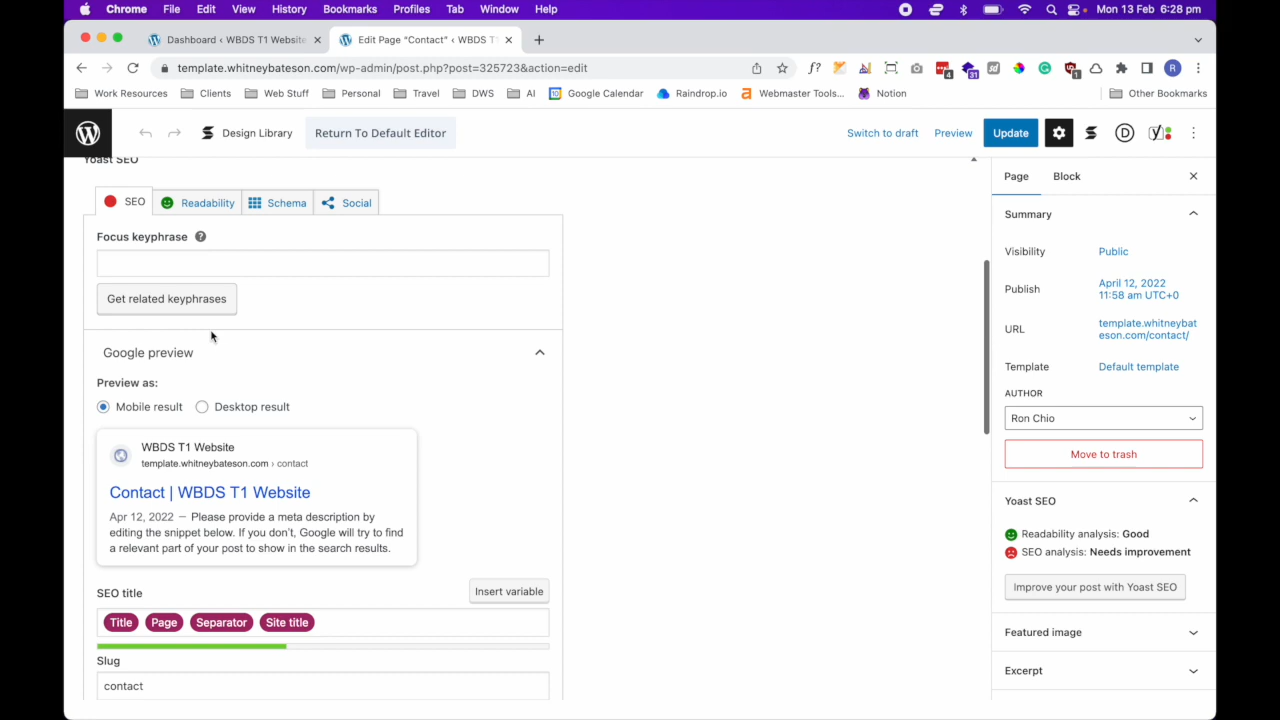 Chrome File Edit View History Bookmarks Profiles Tab Window Help Mon 13 Feb 6:28 pm
Dashboard ‹ WBDS T1 Website Edit Page "Contact" ‹ WBDS T
template.whitneybateson.com/wp-admin/post.php?post=325723&action=edit
Work Resources Clients Web Stuff Personal Travel DWS AI Google Calendar Raindrop.io Webmaster Tools... Notion Other Bookmarks
Design Library Return To Default Editor Switch to draft Preview Update
Yoast SEO
SEO Readability Schema Social
Focus keyphrase
Get related keyphrases
Google preview
Preview as:
Mobile result Desktop result
WBDS T1 Website
template.whitneybateson.com › contact
Contact | WBDS T1 Website
Apr 12, 2022 — Please provide a meta description by
editing the snippet below. If you don't, Google will try to find
a relevant part of your post to show in the search results.
SEO title Insert variable
Title Page Separator Site title
Slug
contact
Page Block
Summary
Visibility Public
Publish April 12, 2022
11:58 am UTC+0
URL template.whitneybat
eson.com/contact/
Template Default template
AUTHOR
Ron Chio
Move to trash
Yoast SEO
Readability analysis: Good
SEO analysis: Needs improvement
Improve your post with Yoast SEO
Featured image
Excerpt